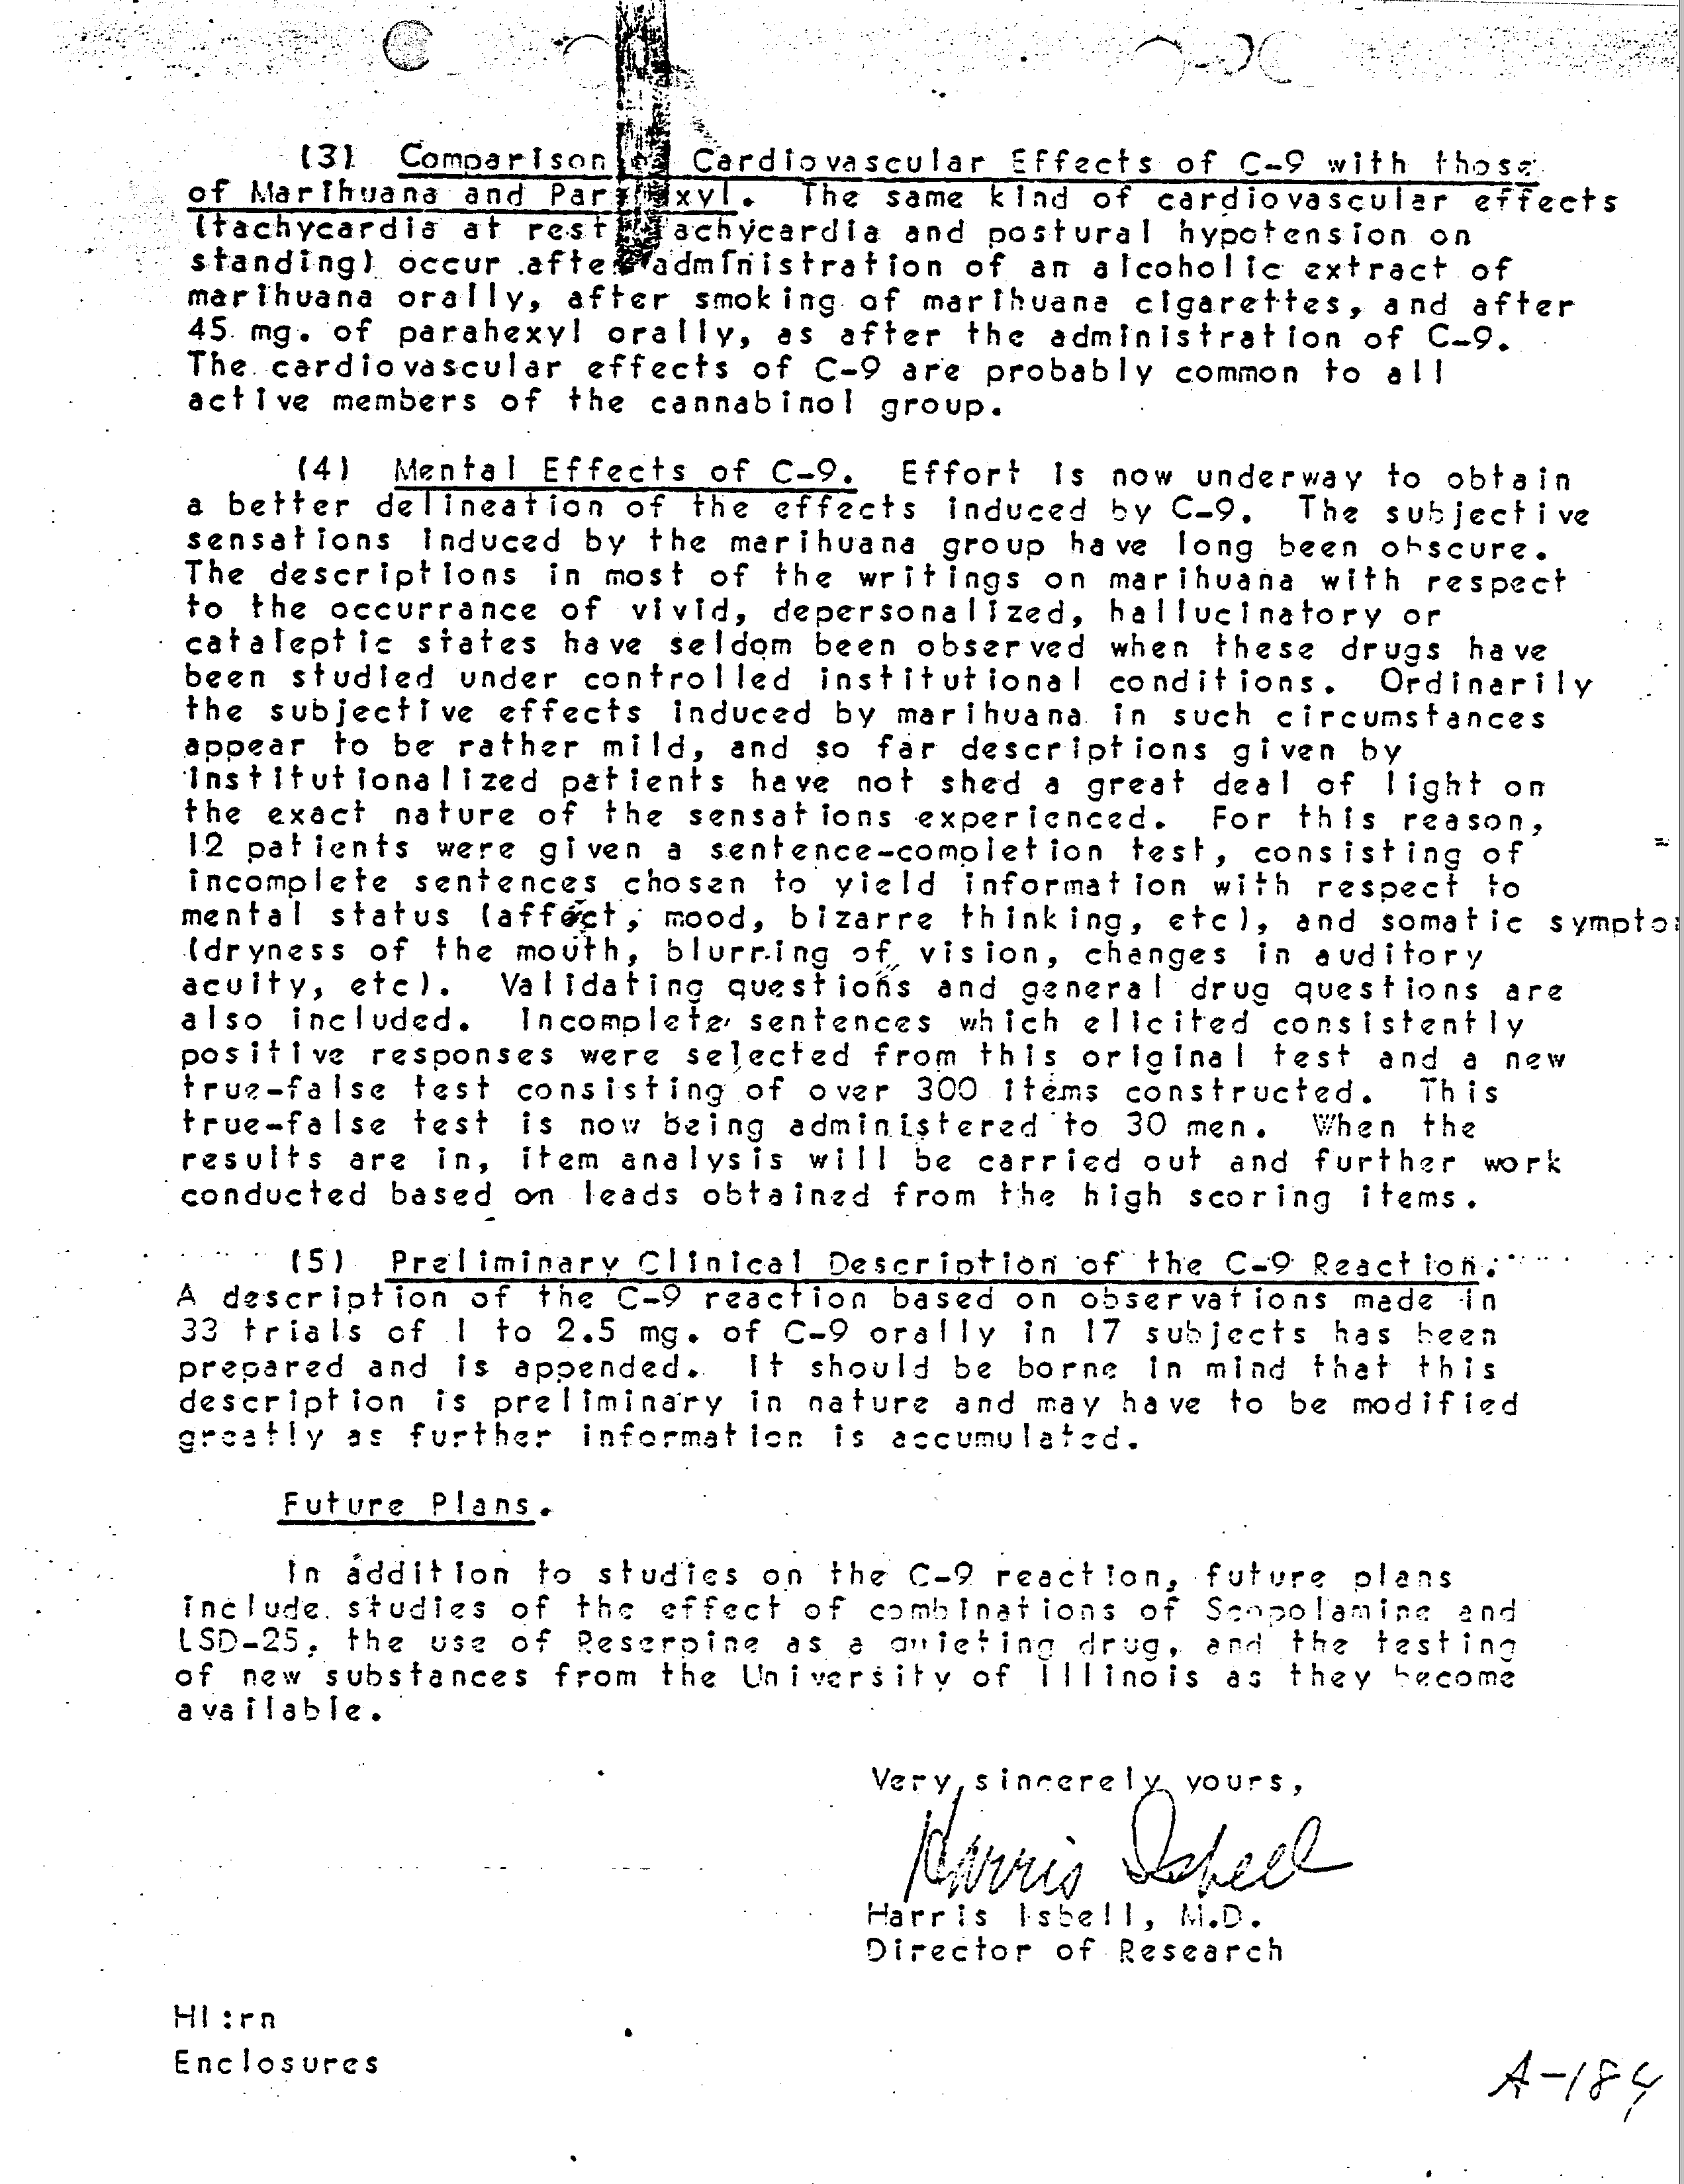 (3) Comparison Cardiovascular Effects of C-9 with those
of Marihuana and Par xyl. The same kind of cardiovascular effects
(tachycardia at rest achycardia and postural hypotension on
standing) occur after administration of an alcoholic extract of
marihuana orally, after smoking of marihuana cigarettes, and after
45 mg. of parahexyl orally, as after the administration of C-9.
The cardiovascular effects of C-9 are probably common to all
active members of the cannabinol group.
(4) Mental Effects of C-9. Effort is now underway to obtain
a better delineation of the effects induced by C-9. The subjective
sensations induced by the marihuana group have long been obscure.
The descriptions in most of the writings on marihuana with respect
to the occurrance of vivid, depersonalized, hallucinatory or
cataleptic states have seldom been observed when these drugs have
been studied under controlled institutional conditions. Ordinarily
the subjective effects induced by marihuana in such circumstances
appear to be rather mild, and so far descriptions given by
institutionalized patients have not shed a great deal of light on
the exact nature of the sensations experienced. For this reason,
12 patients were given a sentence-completion test, consisting of
incomplete sentences chosen to yield information with respect to
mental status (affect, mood, bizarre thinking, etc), and somatic sympto
(dryness of the mouth, blurring of vision, changes in auditory
acuity, etc). Validating questions and general drug questions are
also included. Incomplete sentences which elicited consistently
positive responses were selected from this original test and a new
true-false test consisting of over 300 items constructed. This
true-false test is now being administered to 30 men. When the
results are in, item analysis will be carried out and further work
conducted based on leads obtained from the high scoring items.
(5) Preliminary Clinical Description of the C-9 Reaction.
A description of the C-9 reaction based on observations made in
33 trials of 1 to 2.5 mg. of C-9 orally in 17 subjects has been
prepared and is appended. It should be borne in mind that this
description is preliminary in nature and may have to be modified
greatly as further information is accumulated.
Future Plans.
In addition to studies on the C-9 reaction, future plans
include studies of the effect of combinations of Scopolamine and
LSD-25, the use of Reserpine as a quieting drug, and the testing
of new substances from the University of Illinois as they become
available.
Very sincerely yours,
Harris Isbell
Harris Isbell, M.D.
Director of Research
HI:rn
Enclosures
A-184